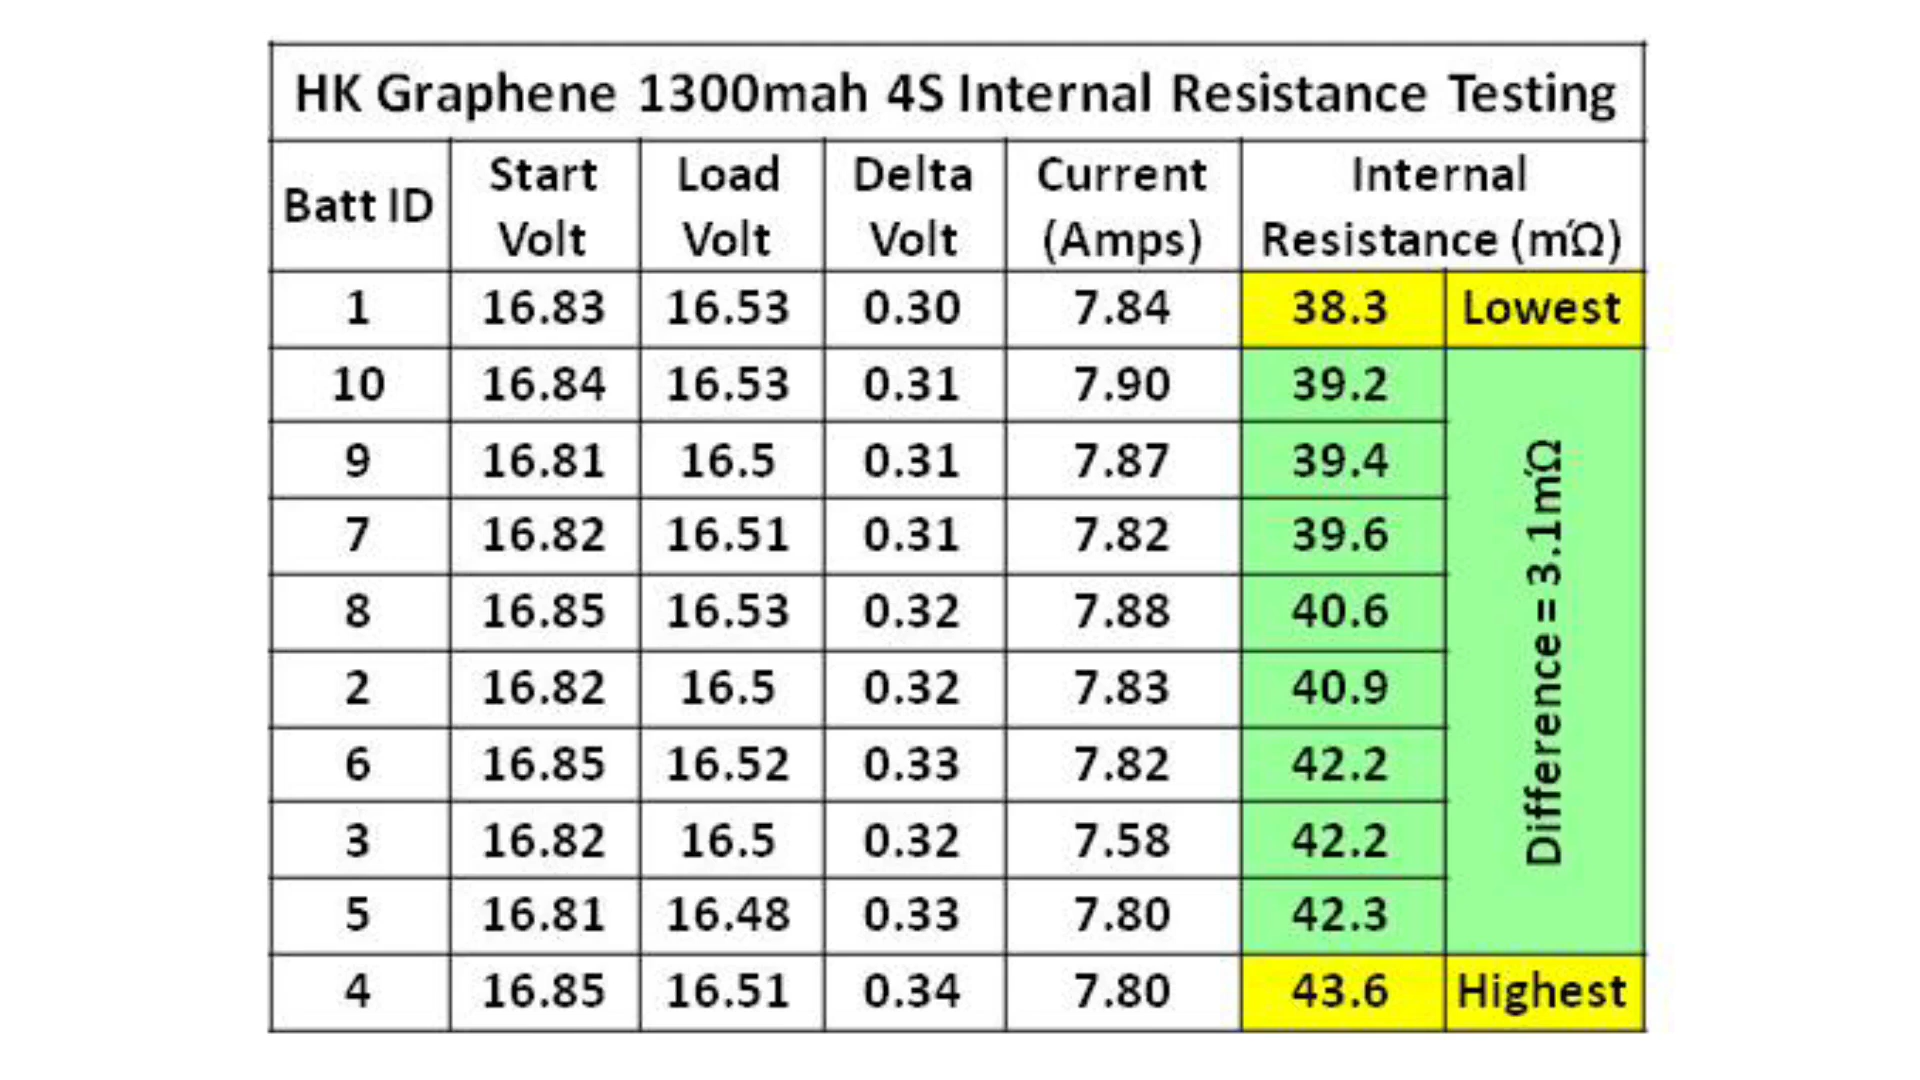 HK Graphene 1300mah 4S Internal Resistance Testing
Batt ID Start Volt Load Volt Delta Volt Current (Amps) Internal Resistance (mΏ)
1 16.83 16.53 0.30 7.84 38.3 Lowest
10 16.84 16.53 0.31 7.90 39.2
9 16.81 16.5 0.31 7.87 39.4
7 16.82 16.51 0.31 7.82 39.6
8 16.85 16.53 0.32 7.88 40.6
2 16.82 16.5 0.32 7.83 40.9
6 16.85 16.52 0.33 7.82 42.2
3 16.82 16.5 0.32 7.58 42.2
5 16.81 16.48 0.33 7.80 42.3
Difference = 3.1mΏ
4 16.85 16.51 0.34 7.80 43.6 Highest